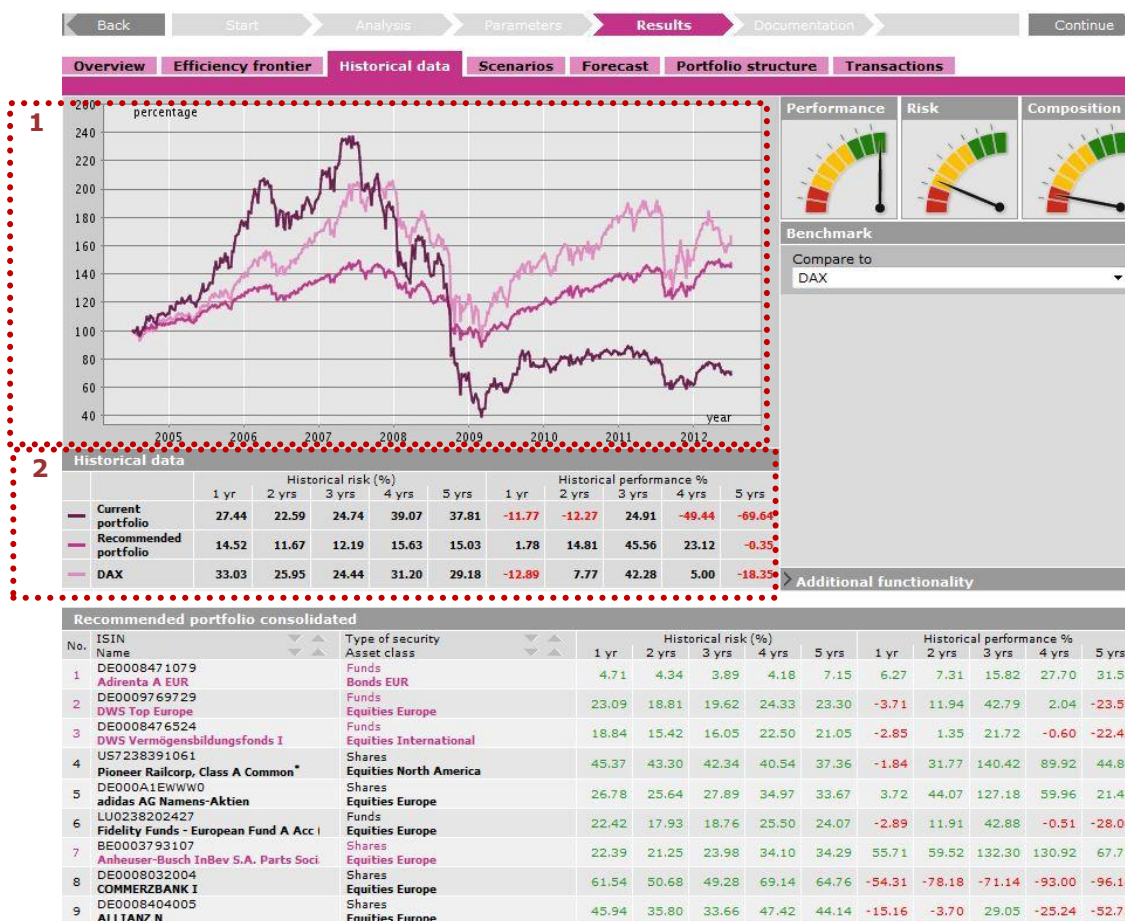 Back Start Analysis Parameters Results Documentation Continue
Overview Efficiency frontier Historical data Scenarios Forecast Portfolio structure Transactions
1
percentage
260
240
220
200
180
160
140
120
100
80
60
40
year
2005 2006 2007 2008 2009 2010 2011 2012
Performance Risk Composition
Benchmark
Compare to
DAX
Additional functionality
2
Historical data
Historical risk (%) Historical performance %
1 yr 2 yrs 3 yrs 4 yrs 5 yrs 1 yr 2 yrs 3 yrs 4 yrs 5 yrs
Current portfolio 27.44 22.59 24.74 39.07 37.81 -11.77 -12.27 24.91 -49.44 -69.64
Recommended portfolio 14.52 11.67 12.19 15.63 15.03 1.78 14.81 45.56 23.12 -0.35
DAX 33.03 25.95 24.44 31.20 29.18 -12.89 7.77 42.28 5.00 -18.35
Recommended portfolio consolidated
No. ISIN Type of security Historical risk (%) Historical performance %
Name Asset class 1 yr 2 yrs 3 yrs 4 yrs 5 yrs 1 yr 2 yrs 3 yrs 4 yrs 5 yrs
DE0008471079 Funds
1 Adirenta A EUR Bonds EUR 4.71 4.34 3.89 4.18 7.15 6.27 7.31 15.82 27.70 31.5
DE0009769729 Funds
2 DWS Top Europe Equities Europe 23.09 18.81 19.62 24.33 23.30 -3.71 11.94 42.79 2.04 -23.5
DE0008476524 Funds
3 DWS Vermögensbildungsfonds I Equities International 18.84 15.42 16.05 22.50 21.05 -2.85 1.35 21.72 -0.60 -22.4
US7238391061 Shares
4 Pioneer Railcorp, Class A Common* Equities North America 45.37 43.30 42.34 40.54 37.36 -1.84 31.77 140.42 89.92 44.8
DE000A1EWWW0 Shares
5 adidas AG Namens-Aktien Equities Europe 26.78 25.64 27.89 34.97 33.67 3.72 44.07 127.18 59.96 21.4
LU0238202427 Funds
6 Fidelity Funds - European Fund A Acc ( Equities Europe 22.42 17.93 18.76 25.50 24.07 -2.89 11.91 42.88 -0.51 -28.0
BE0003793107 Shares
7 Anheuser-Busch InBev S.A. Parts Soci. Equities Europe 22.39 21.25 23.98 34.10 34.29 55.71 59.52 132.30 130.92 67.7
DE0008032004 Shares
8 COMMERZBANK I Equities Europe 61.54 50.68 49.28 69.14 64.76 -54.31 -78.18 -71.14 -93.00 -96.1
DE0008404005 Shares
9 ALLIANZ N Equities Europe 45.94 35.80 33.66 47.42 44.14 -15.16 -3.70 29.05 -25.24 -52.7